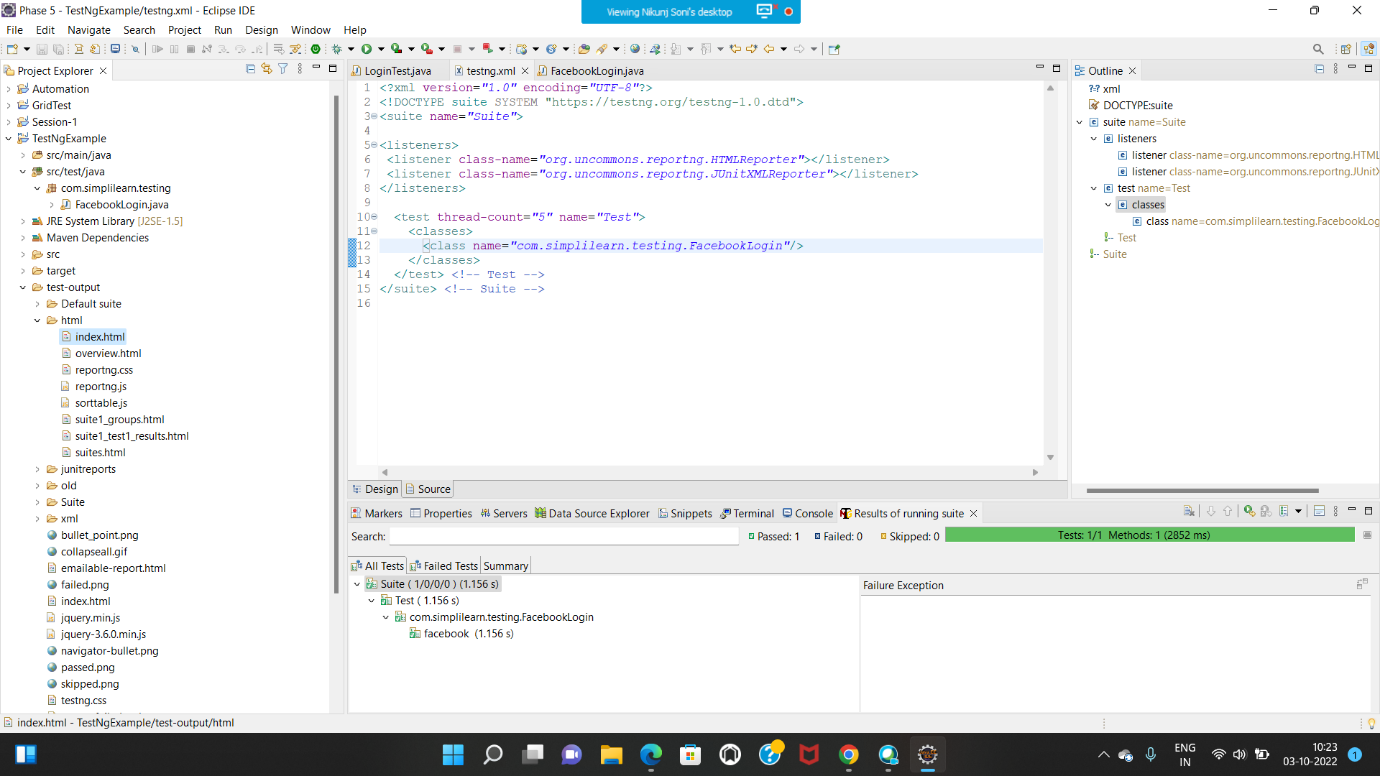 Phase 5 - TestNgExample/testng.xml - Eclipse IDE
Viewing Nikunj Soni's desktop
File Edit Navigate Search Project Run Design Window Help
Project Explorer
Automation
GridTest
Session-1
TestNgExample
src/main/java
src/test/java
com.simplilearn.testing
FacebookLogin.java
JRE System Library [J2SE-1.5]
Maven Dependencies
src
target
test-output
Default suite
html
index.html
overview.html
reportng.css
reportng.js
sorttable.js
suite1_groups.html
suite1_test1_results.html
suites.html
junitreports
old
Suite
xml
bullet_point.png
collapseall.gif
emailable-report.html
failed.png
index.html
jquery.min.js
jquery-3.6.0.min.js
navigator-bullet.png
passed.png
skipped.png
testng.css
LoginTest.java testng.xml FacebookLogin.java
1 <?xml version="1.0" encoding="UTF-8"?>
2 <!DOCTYPE suite SYSTEM "https://testng.org/testng-1.0.dtd">
3 <suite name="Suite">
4
5 <listeners>
6 <listener class-name="org.uncommons.reportng.HTMLReporter"></listener>
7 <listener class-name="org.uncommons.reportng.JUnitXMLReporter"></listener>
8 </listeners>
9
10 <test thread-count="5" name="Test">
11 <classes>
12 <class name="com.simplilearn.testing.FacebookLogin"/>
13 </classes>
14 </test> <!-- Test -->
15 </suite> <!-- Suite -->
16
Design Source
Outline
xml
DOCTYPE:suite
suite name=Suite
listeners
listener class-name=org.uncommons.reportng.HTML
listener class-name=org.uncommons.reportng.JUnit
test name=Test
classes
class name=com.simplilearn.testing.FacebookLog
Test
Suite
Markers Properties Servers Data Source Explorer Snippets Terminal Console Results of running suite
Search: Passed: 1 Failed: 0 Skipped: 0 Tests: 1/1 Methods: 1 (2852 ms)
All Tests Failed Tests Summary
Suite ( 1/0/0/0 ) (1.156 s)
Test ( 1.156 s)
com.simplilearn.testing.FacebookLogin
facebook (1.156 s)
Failure Exception
index.html - TestNgExample/test-output/html
ENG
IN
10:23
03-10-2022
1